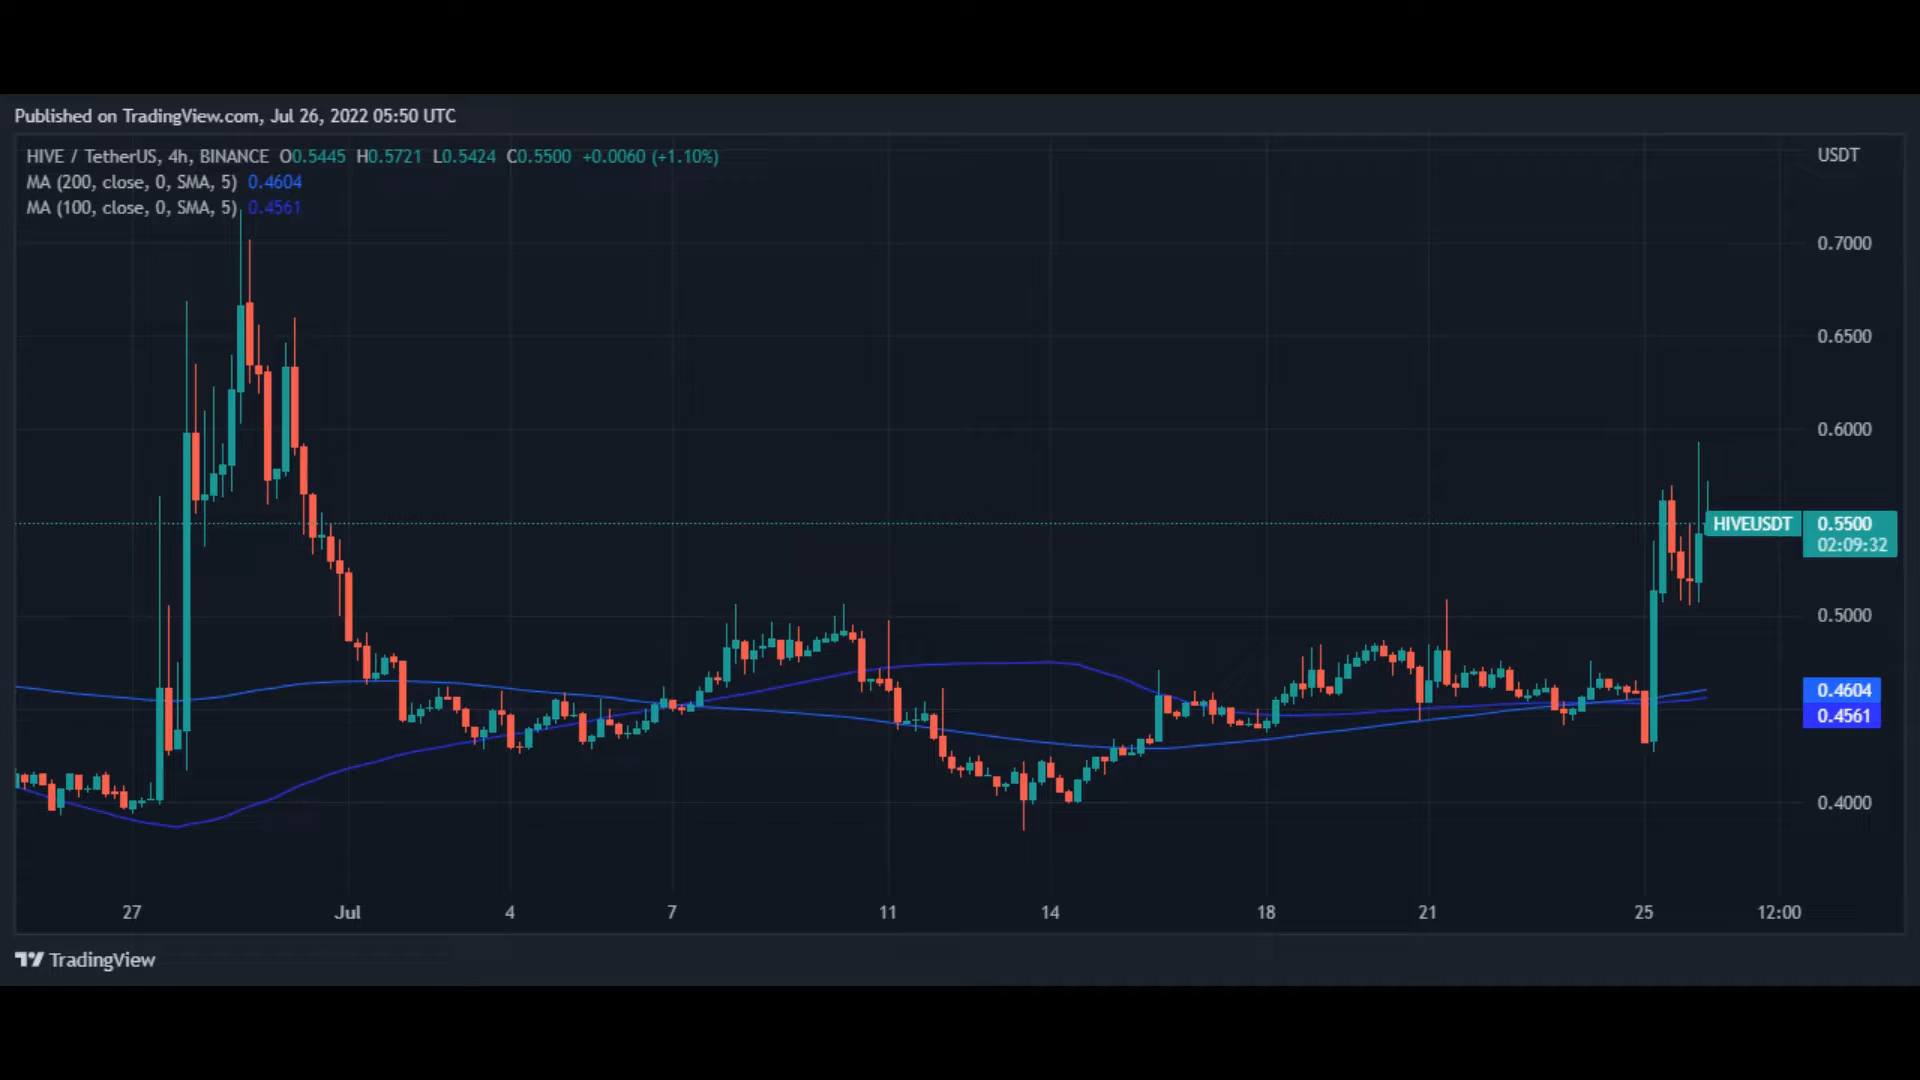 Published on TradingView.com, Jul 26, 2022 05:50 UTC
HIVE / TetherUS, 4h, BINANCE O0.5445 H0.5721 L0.5424 C0.5500 +0.0060 (+1.10%)
USDT
MA (200, close, 0, SMA, 5) 0.4604
MA (100, close, 0, SMA, 5) 0.4561
0.7000
0.6500
0.6000
HIVEUSDT 0.5500
02:09:32
0.5000
0.4604
0.4561
0.4000
27 Jul 4 7 11 14 18 21 25 12:00
TradingView